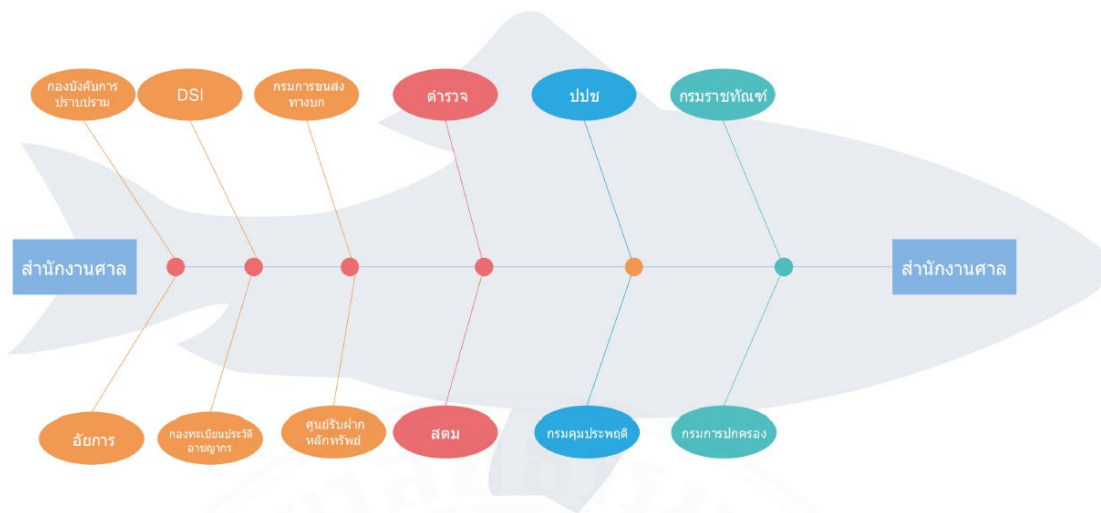 กองบังคับการ
ปราบปราม
DSI
กรมการขนส่ง
ทางบก
ตำรวจ
ปปช
กรมราชทัณฑ์
สำนักงานศาล
สำนักงานศาล
อัยการ
กองทะเบียนประวัติ
อาชญากร
ศูนย์รับฝาก
หลักทรัพย์
สตม
กรมคุมประพฤติ
กรมการปกครอง